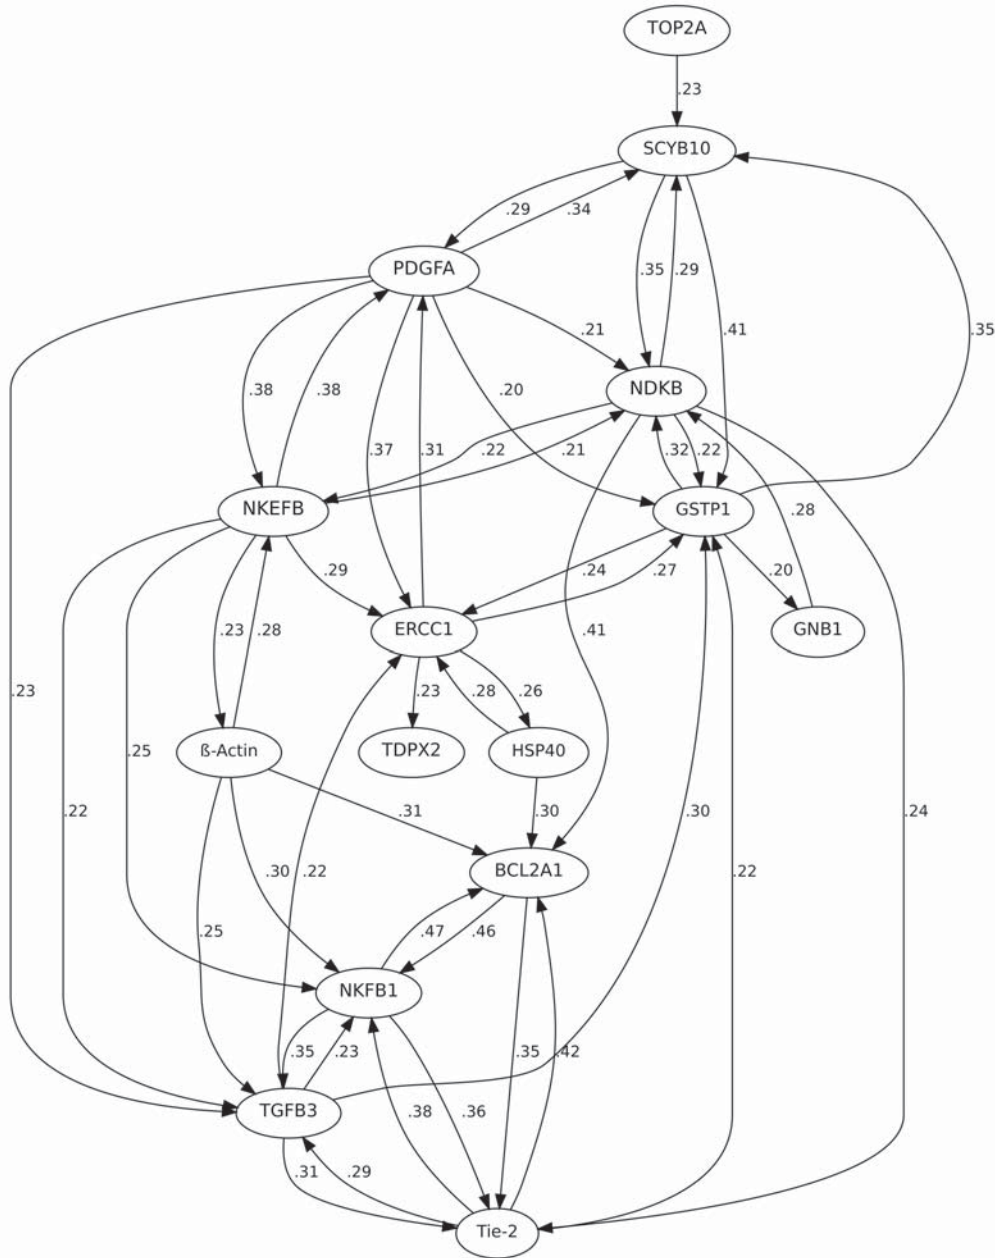 TOP2A
.23
SCYB10
.29 .34
PDGFA
.35 .29
.41 .35
.21
.38 .38 .20 NDKB
.37 .31 .22 .21 .32 .22
NKEFB GSTP1 .28
.29 .24 .27 .20
.23 .28 ERCC1 .41 GNB1
.23 .23 .28 .26
.25 ß-Actin TDPX2 HSP40
.22 .31 .30 .30 .24
.30 .22 BCL2A1 .22
.25 .47 .46
NKFB1
.35 .23 .35 .42
TGFB3 .38 .36
.31 .29
Tie-2